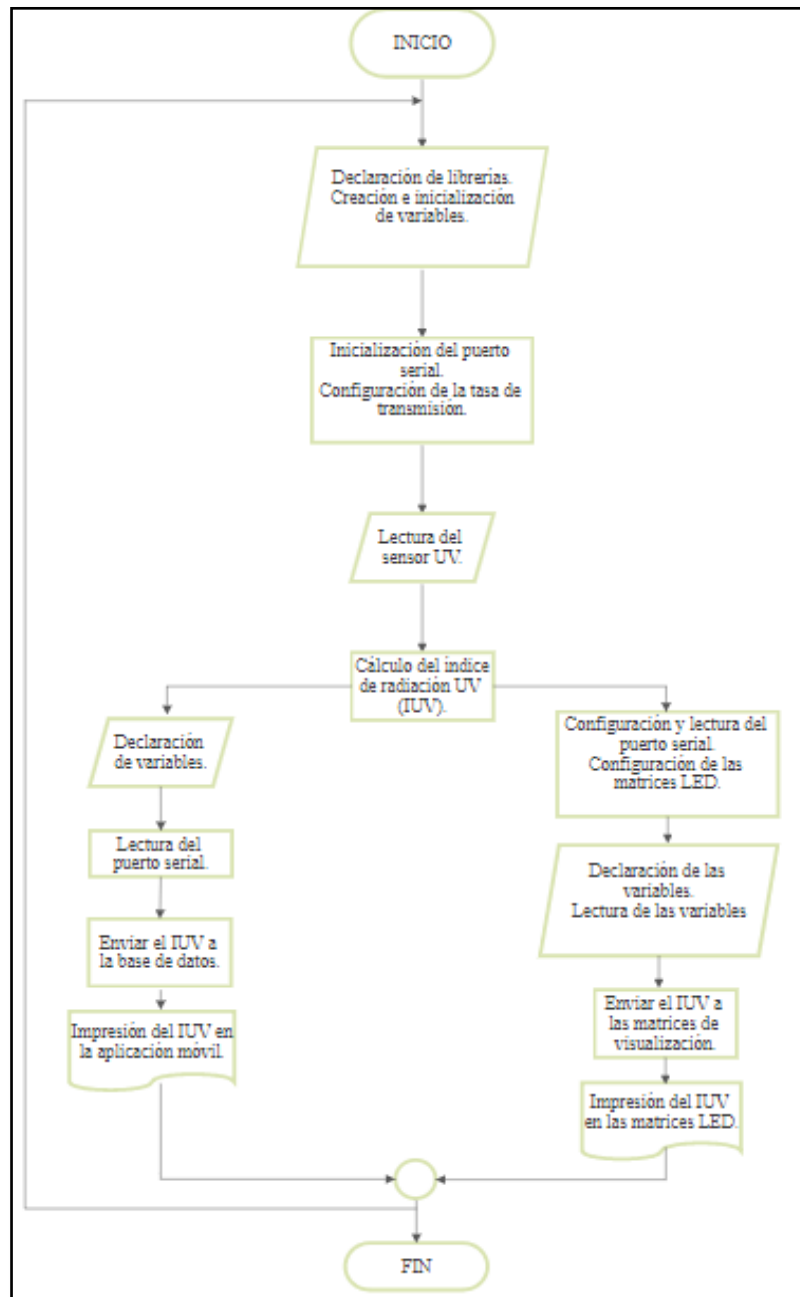 INICIO
Declaración de librerías.
Creación e inicialización
de variables.
Inicialización del puerto
serial.
Configuración de la tasa de
transmisión.
Lectura del
sensor UV.
Cálculo del índice
de radiación UV
(IUV).
Declaración
de variables.
Lectura del
puerto serial.
Enviar el IUV a
la base de datos.
Impresión del IUV en
la aplicación móvil.
Configuración y lectura del
puerto serial.
Configuración de las
matrices LED.
Declaración de las
variables.
Lectura de las variables
Enviar el IUV a
las matrices de
visualización.
Impresión del IUV
en las matrices LED.
FIN